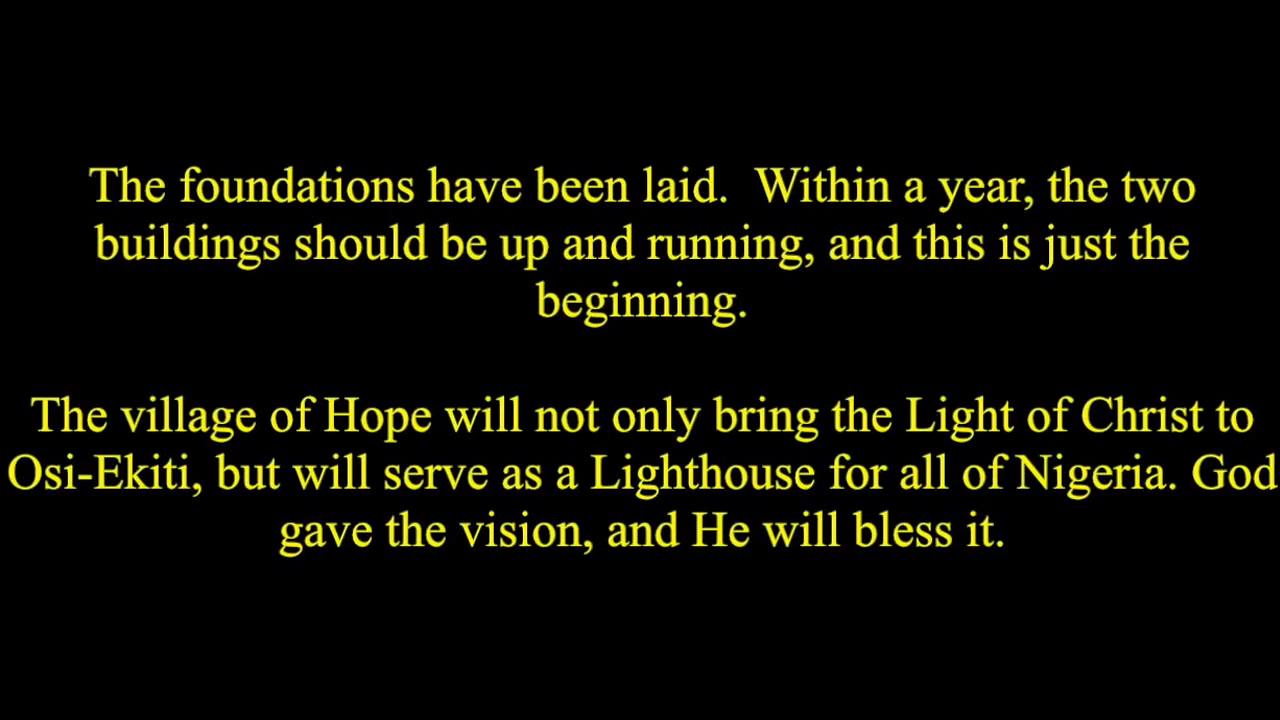 The foundations have been laid.  Within a year, the two
buildings should be up and running, and this is just the
beginning.
The village of Hope will not only bring the Light of Christ to
Osi-Ekiti, but will serve as a Lighthouse for all of Nigeria. God
gave the vision, and He will bless it.